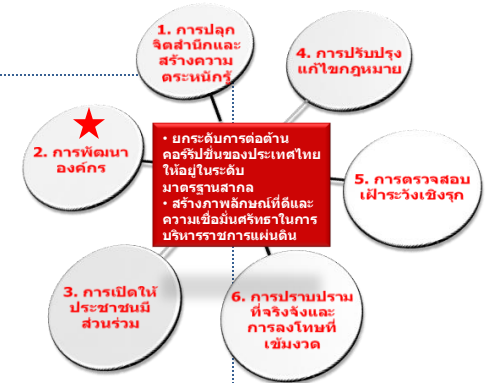 1. การปลุก
จิตสำนึกและ
สร้างความ
ตระหนักรู้
4. การปรับปรุง
แก้ไขกฎหมาย
2. การพัฒนา
องค์กร
• ยกระดับการต่อต้าน
คอร์รัปชั่นของประเทศไทย
ให้อยู่ในระดับ
มาตรฐานสากล
• สร้างภาพลักษณ์ที่ดีและ
ความเชื่อมั่นศรัทธาในการ
บริหารราชการแผ่นดิน
5. การตรวจสอบ
เฝ้าระวังเชิงรุก
3. การเปิดให้
ประชาชนมี
ส่วนร่วม
6. การปราบปราม
ที่จริงจังและ
การลงโทษที่
เข้มงวด